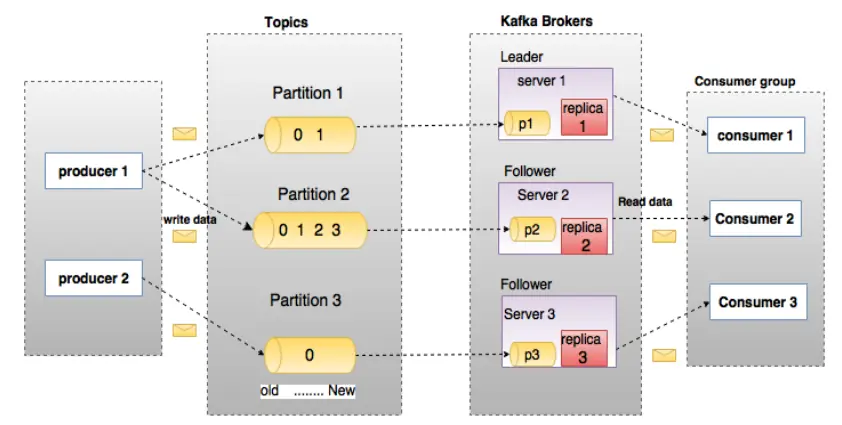 Topics
Kafka Brokers
Consumer group
producer 1
write data
producer 2
Partition 1
0 1
Partition 2
0 1 2 3
Partition 3
0
old ........ New
Leader
server 1
p1
replica
1
Follower
Server 2
p2
replica
2
Follower
Server 3
p3
replica
3
Read data
consumer 1
Consumer 2
Consumer 3